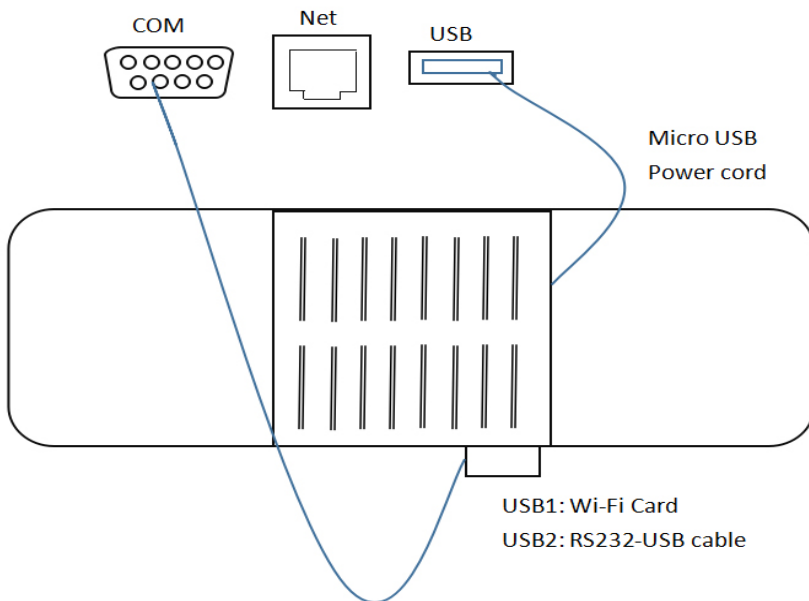 COM
Net
USB
Micro USB
Power cord
USB1: Wi-Fi Card
USB2: RS232-USB cable